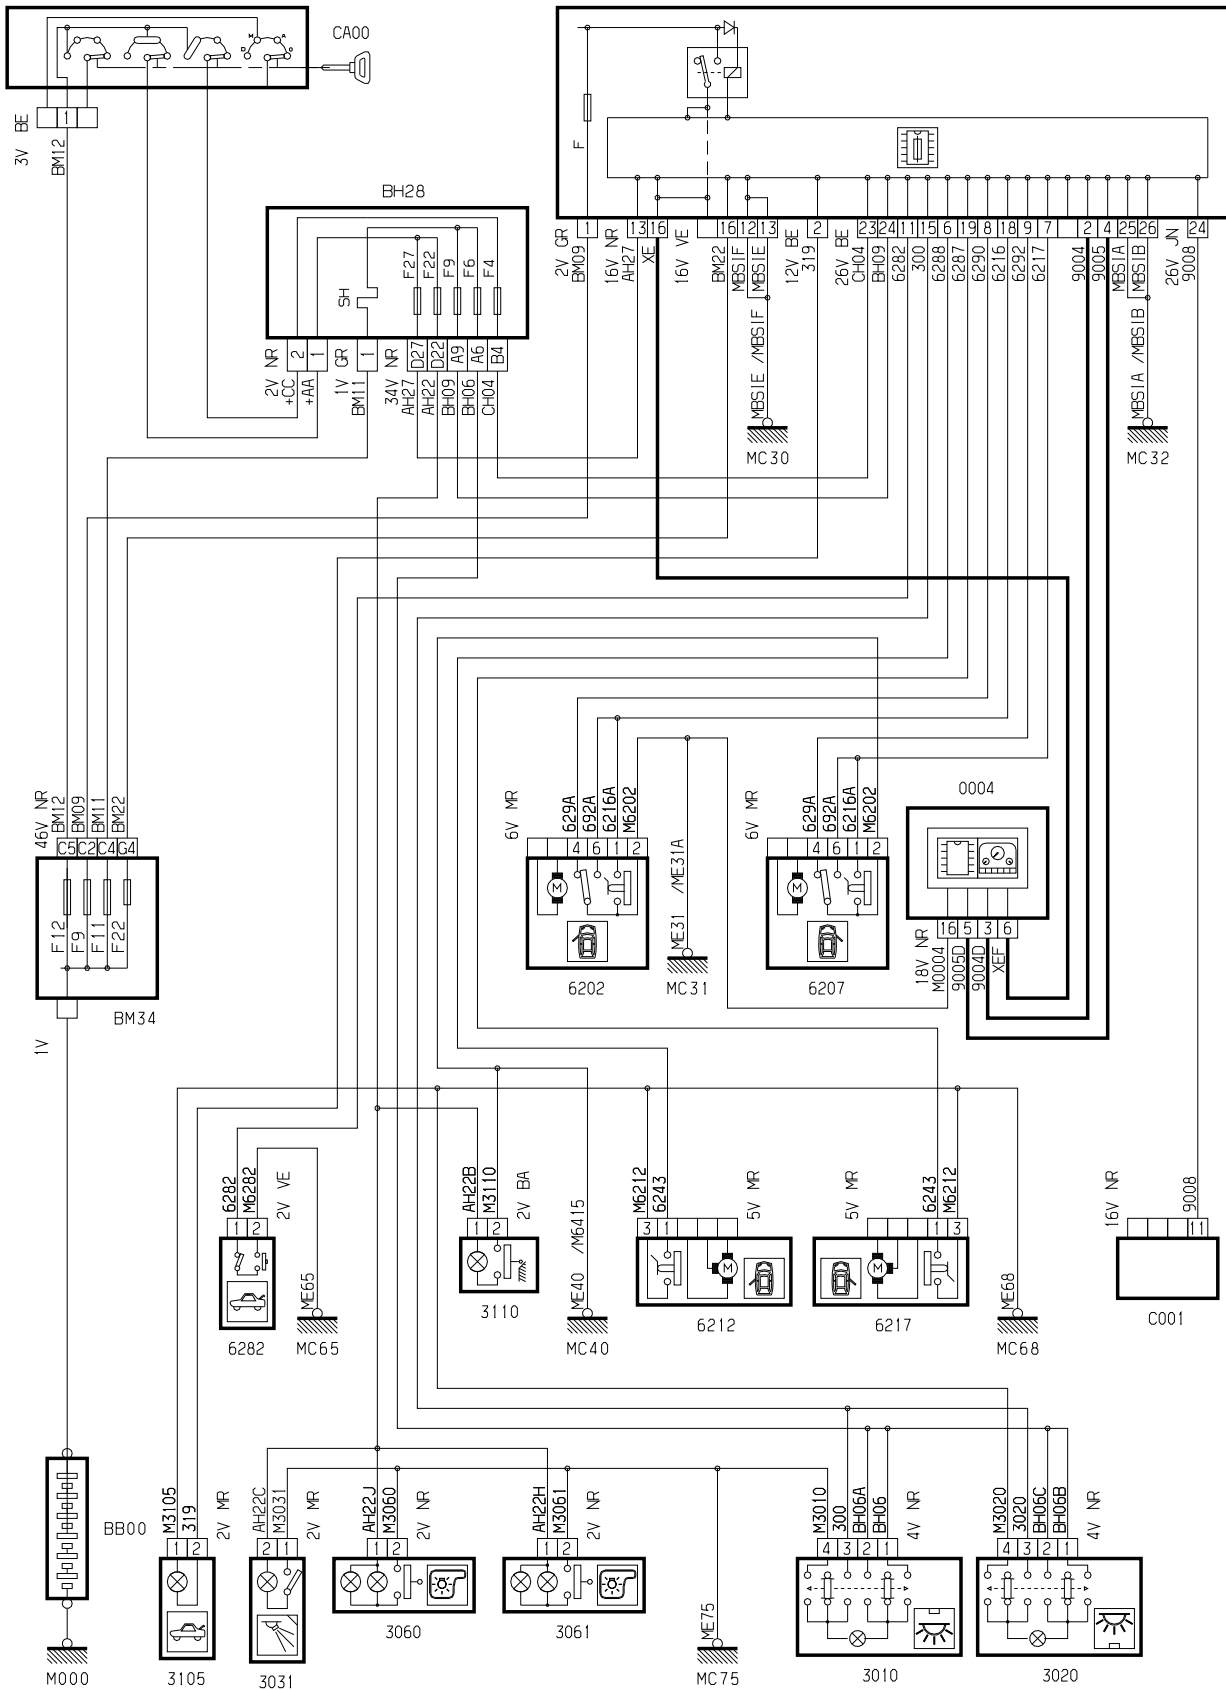 CA00
M
A
D
O
1
3V BE
BM12
BH28
SH
F27
F22
F9
F6
F4
2
1
1
D27
D22
A9
A6
B4
2V NR
+CC
+AA
1V GR
BM11
34V NR
AH27
AH22
BH09
BH06
CH04
F
1
13
16
16
12
13
2
23
24
11
15
6
19
8
18
9
7
2
4
25
26
24
2V GR
BM09
16V NR
AH27
XE
16V VE
BM22
MBSIF
MBSIE
12V BE
319
26V BE
CH04
BH09
6282
300
6288
6287
6290
6216
6292
6217
9004
9005
MBSIA
MBSIB
26V JN
9008
MBSIE /MBSIF
MC30
MBSIA /MBSIB
MC32
46V NR
BM12
BM09
BM11
BM22
C5
C2
C4
G4
F12
F9
F11
F22
BM34
1V
6V MR
629A
692A
6216A
M6202
4
6
1
2
M
6202
ME31 /ME31A
MC31
6V MR
629A
692A
6216A
M6202
4
6
1
2
M
6207
0004
16
5
3
6
18V NR
M0004
9005D
9004D
XEF
6282
M6282
2V VE
1
2
6282
ME65
MC65
AH22B
M3110
2V BA
1
2
3110
ME40 /M6415
MC40
M6212
6243
5V MR
3
1
M
6212
5V MR
6243
M6212
1
3
M
6217
ME68
MC68
16V NR
9008
11
C001
BB00
M000
M3105
319
2V MR
1
2
3105
AH22C
M3031
2V MR
2
1
3031
AH22J
M3060
2V NR
1
2
3060
AH22H
M3061
2V NR
1
2
3061
ME75
MC75
M3010
300
BH06A
BH06
4V NR
4
3
2
1
3010
M3020
3020
BH06C
BH06B
4V NR
4
3
2
1
3020